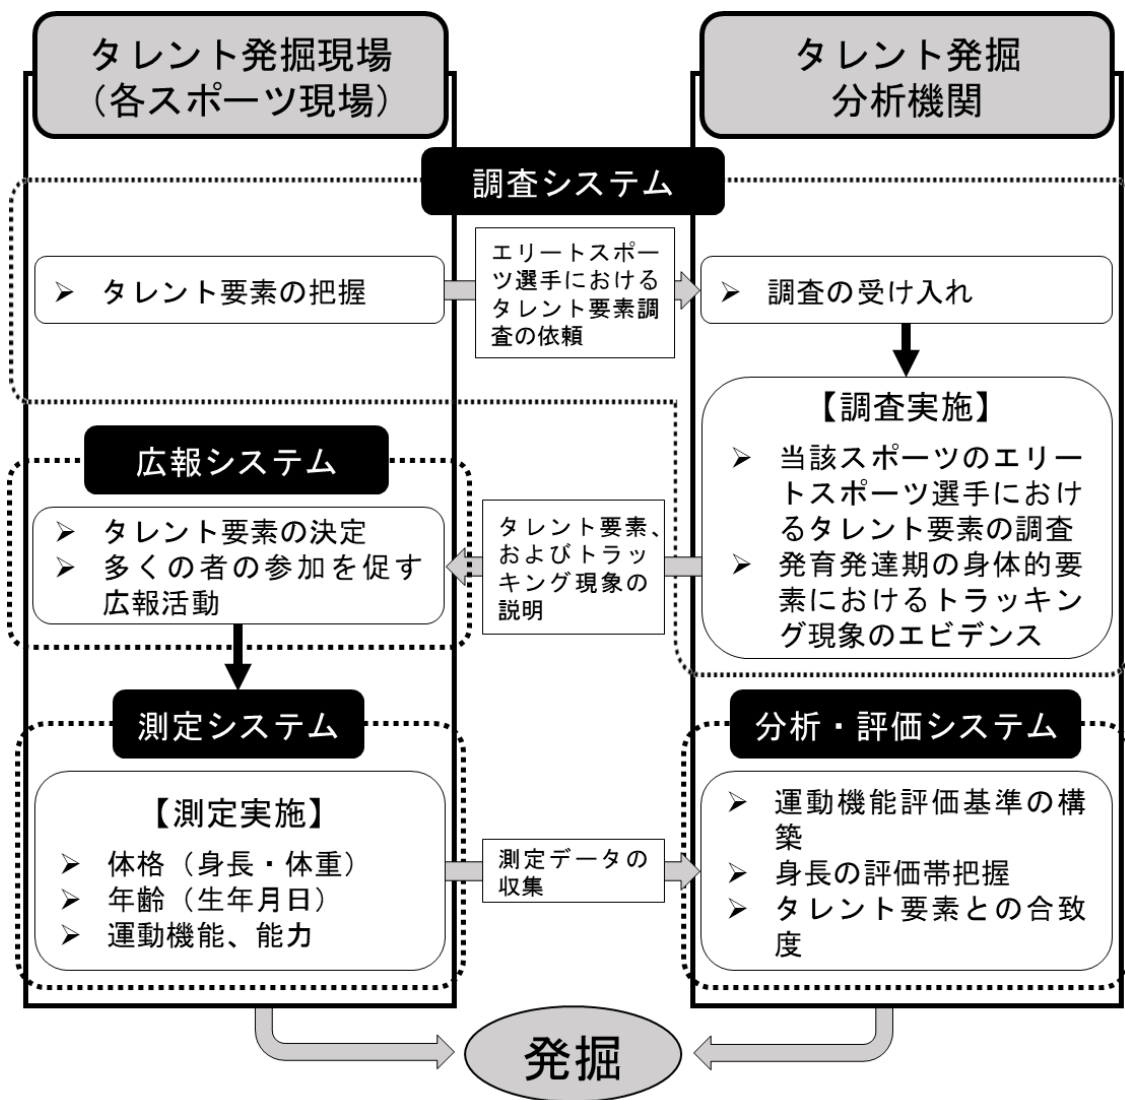 タレント発掘現場
（各スポーツ現場）
タレント発掘
分析機関
調査システム
➢ タレント要素の把握
エリートスポー
ツ選手における
タレント要素調
査の依頼
➢ 調査の受け入れ
【調査実施】
➢ 当該スポーツのエリー
トスポーツ選手におけ
るタレント要素の調査
➢ 発育発達期の身体的要
素におけるトラッキン
グ現象のエビデンス
広報システム
➢ タレント要素の決定
➢ 多くの者の参加を促す
広報活動
タレント要素、
およびトラッ
キング現象の
説明
測定システム
【測定実施】
➢ 体格（身長・体重）
➢ 年齢（生年月日）
➢ 運動機能、能力
測定データの
収集
分析・評価システム
➢ 運動機能評価基準の構
築
➢ 身長の評価帯把握
➢ タレント要素との合致
度
発掘